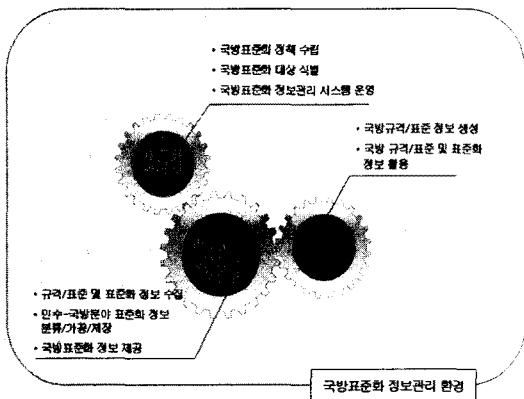 • 국방표준화 정책 수립
• 국방표준화 대상 식별
• 국방표준화 정보관리 시스템 운영
• 국방규격/표준 정보 생성
• 국방 규격/표준 및 표준화
정보 활용
• 규격/표준 및 표준화 정보 수집
• 민수-국방분야 표준화 정보
분류/가공/저장
• 국방표준화 정보 제공
국방표준화 정보관리 환경